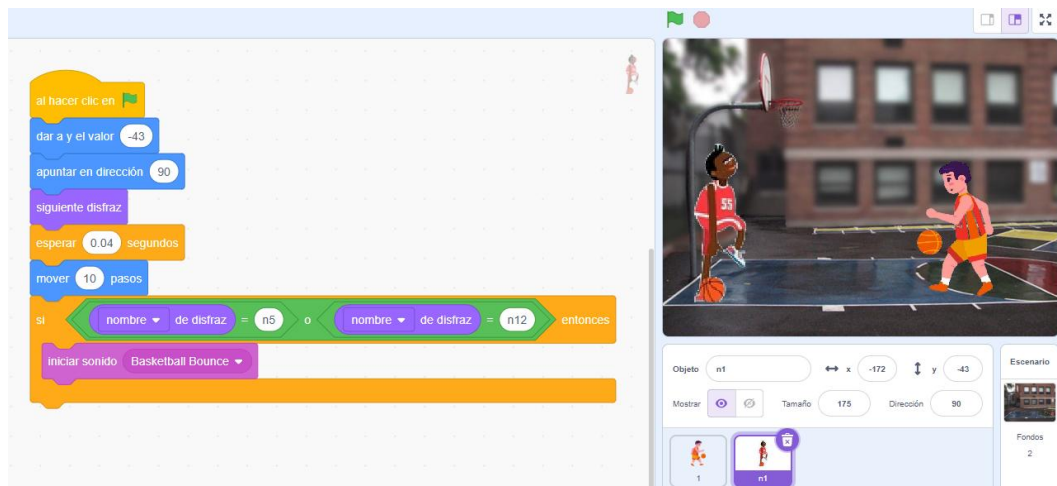 al hacer clic en
dar a y el valor -43
apuntar en dirección 90
siguiente disfraz
esperar 0.04 segundos
mover 10 pasos
si nombre de disfraz = n5 o nombre de disfraz = n12 entonces
iniciar sonido Basketball Bounce
55
Objeto n1 x -172 y -43
Mostrar Tamaño 175 Dirección 90
1
n1
Escenario
Fondos
2